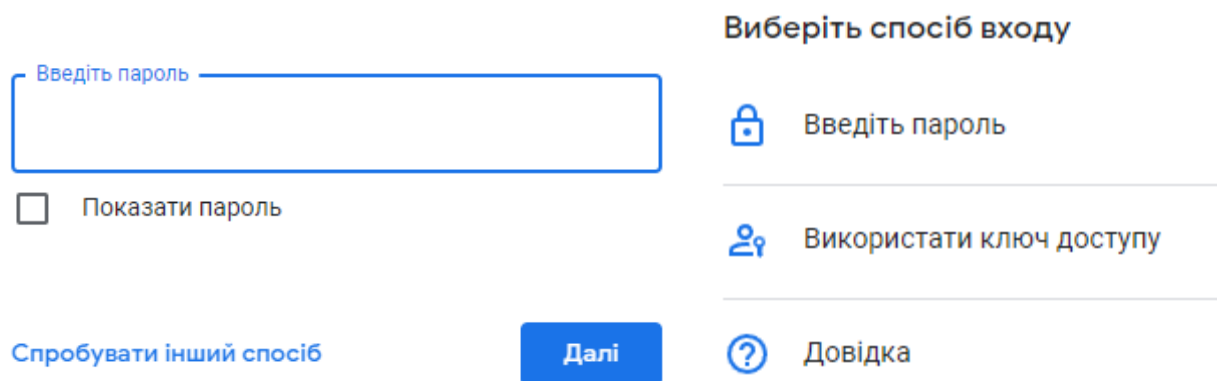 Введіть пароль
Показати пароль
Спробувати інший спосіб
Далі
Виберіть спосіб входу
Введіть пароль
Використати ключ доступу
Довідка